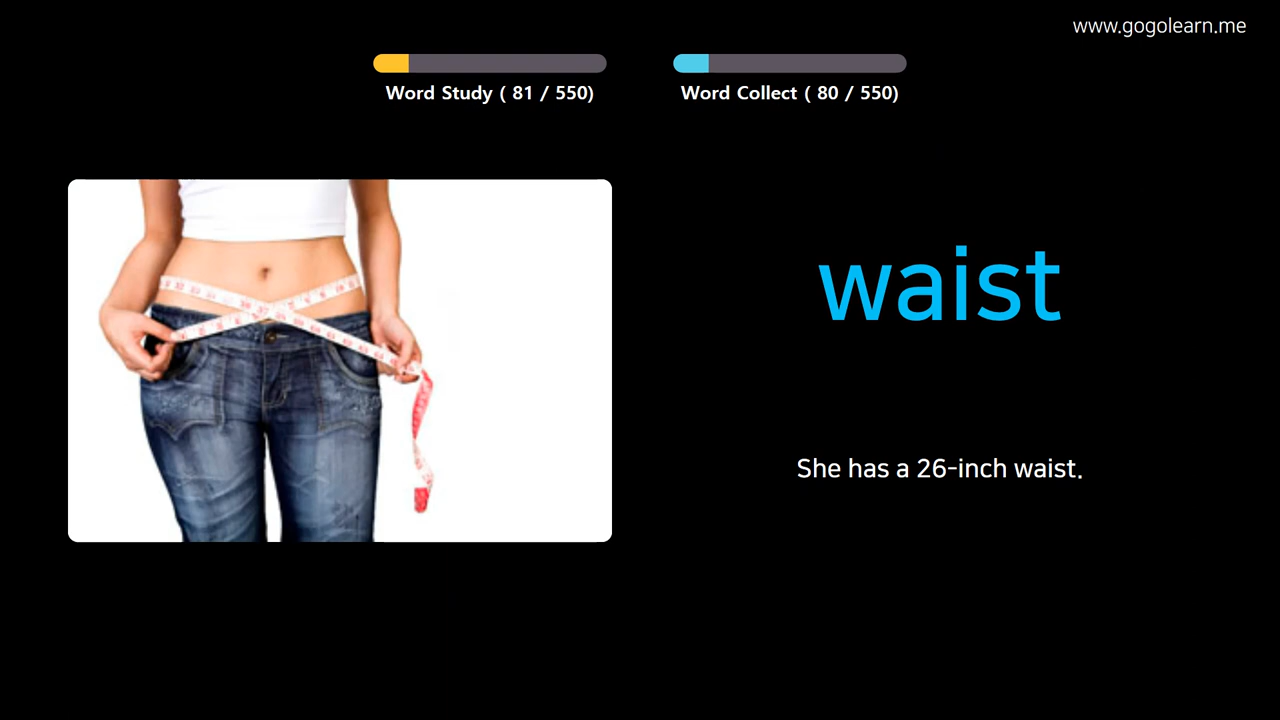 www.gogolearn.me
Word Study ( 81 / 550)
Word Collect ( 80 / 550)
waist
She has a 26-inch waist.